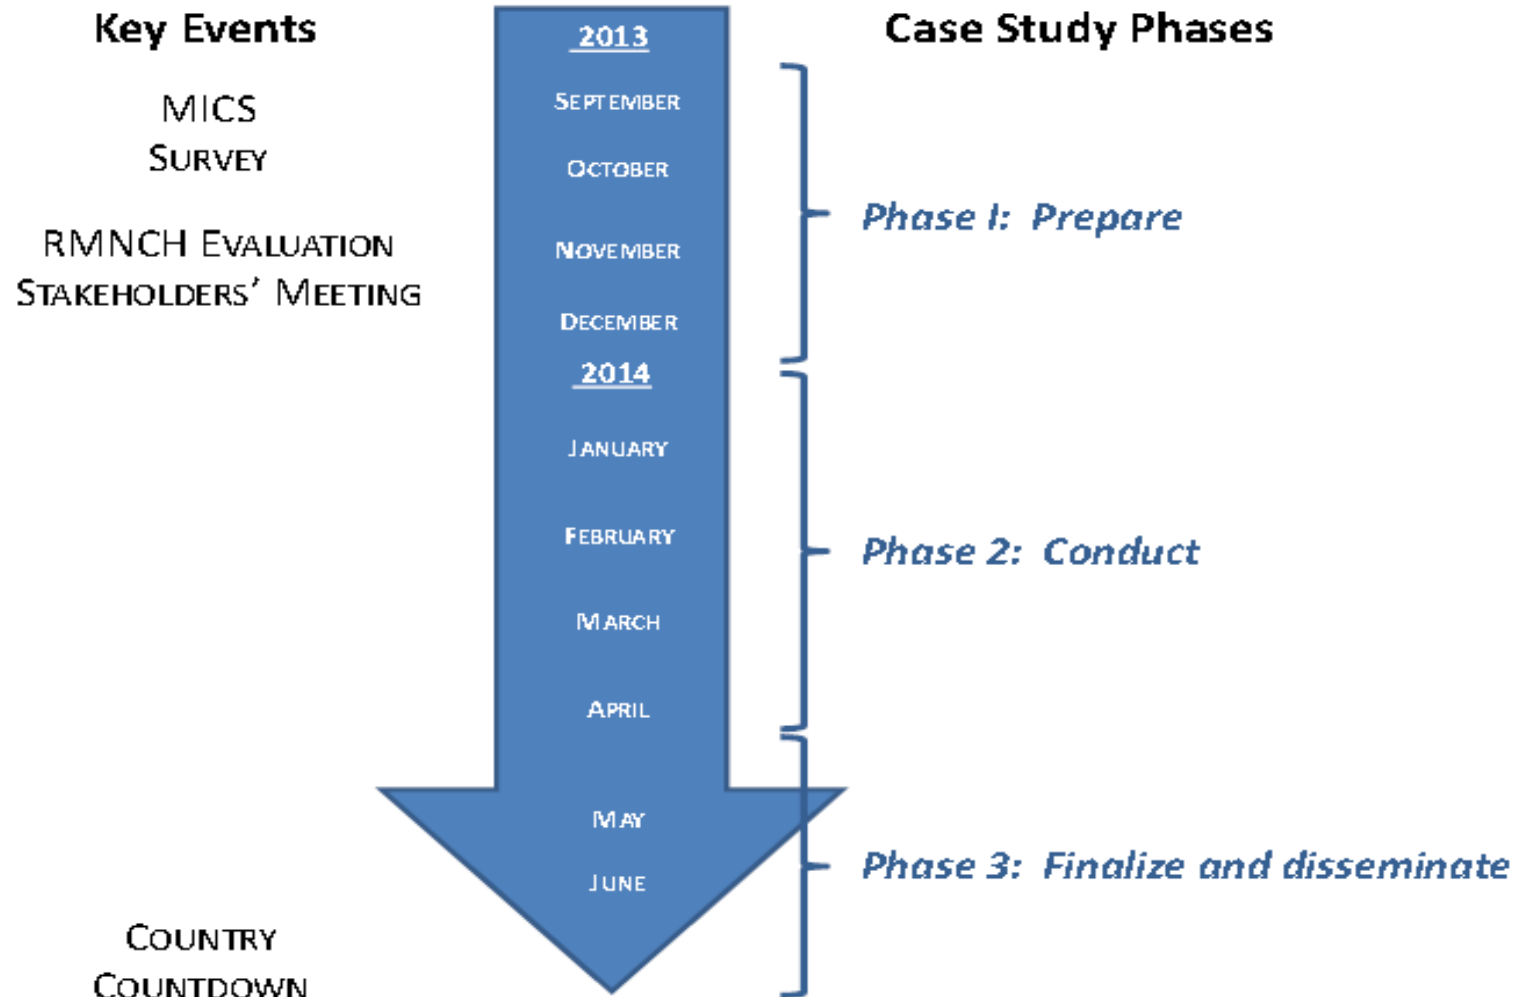 Key Events
2013
Case Study Phases
MICS
SURVEY
SEPTEMBER
OCTOBER
Phase I: Prepare
RMNCH EVALUATION
STAKEHOLDERS' MEETING
NOVEMBER
DECEMBER
2014
JANUARY
FEBRUARY
Phase 2: Conduct
MARCH
APRIL
MAY
JUNE
Phase 3: Finalize and disseminate
COUNTRY
COUNTDOWN